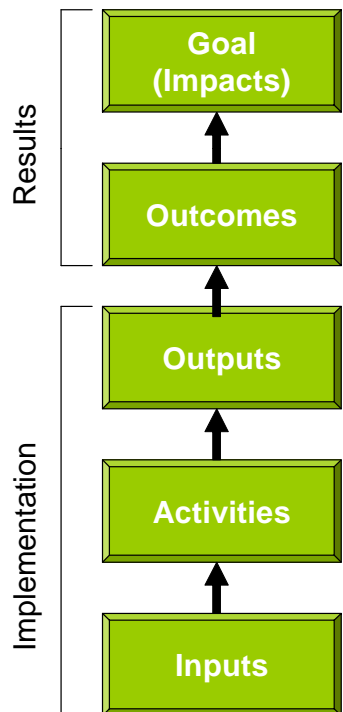 Goal
(Impacts)
Results
Outcomes
Outputs
Implementation
Activities
Inputs